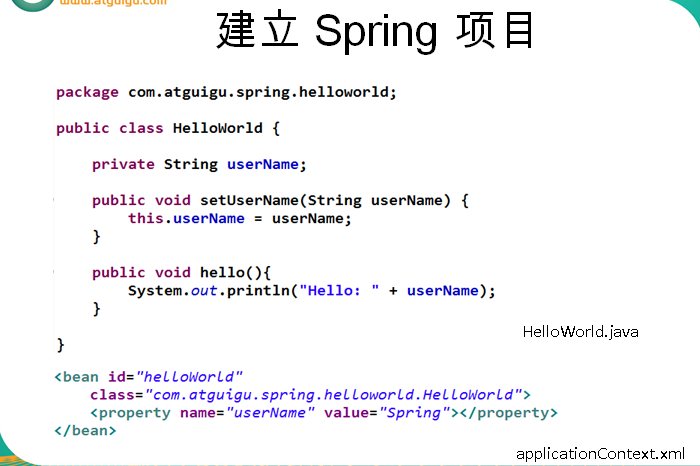 www.atguigu.com
建立 Spring 项目
package com.atguigu.spring.helloworld;
public class HelloWorld {
private String userName;
public void setUserName(String userName) {
this.userName = userName;
}
public void hello(){
System.out.println("Hello: " + userName);
}
}
HelloWorld.java
<bean id="helloWorld"
class="com.atguigu.spring.helloworld.HelloWorld">
<property name="userName" value="Spring"></property>
</bean>
applicationContext.xml